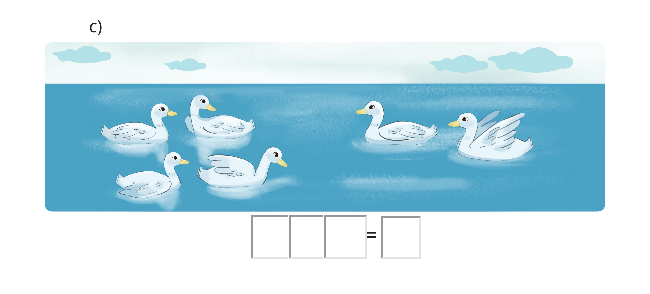 c)
=